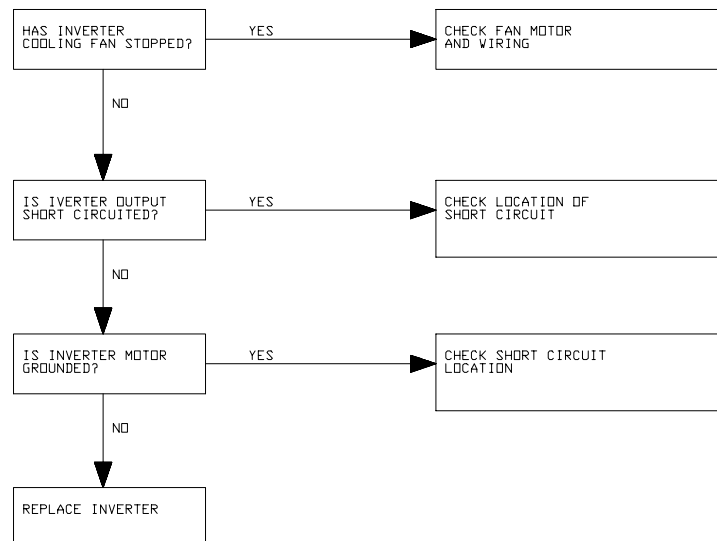 HAS INVERTER
COOLING FAN STOPPED?
YES
CHECK FAN MOTOR
AND WIRING
NO
IS IVERTER OUTPUT
SHORT CIRCUITED?
YES
CHECK LOCATION OF
SHORT CIRCUIT
NO
IS INVERTER MOTOR
GROUNDED?
YES
CHECK SHORT CIRCUIT
LOCATION
NO
REPLACE INVERTER